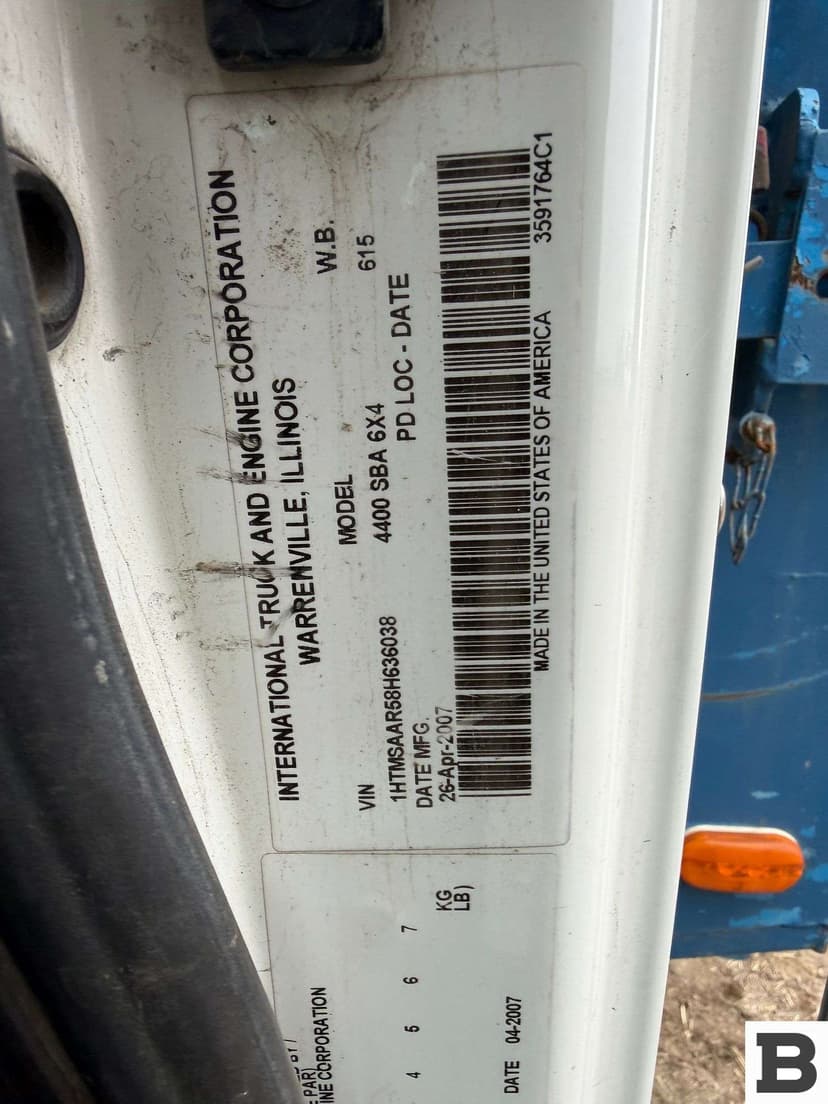 INTERNATIONAL TRUCK AND ENGINE CORPORATION
WARRENVILLE, ILLINOIS
MODEL W.B.
VIN 4400 SBA 6X4 615
1HTMSAAR58H636038 PD LOC - DATE
DATE MFG.
26-Apr-2007
MADE IN THE UNITED STATES OF AMERICA 3591764C1
PAR)
INE CORPORATION
4 5 6 7
KG
LB)
DATE 04-2007
B